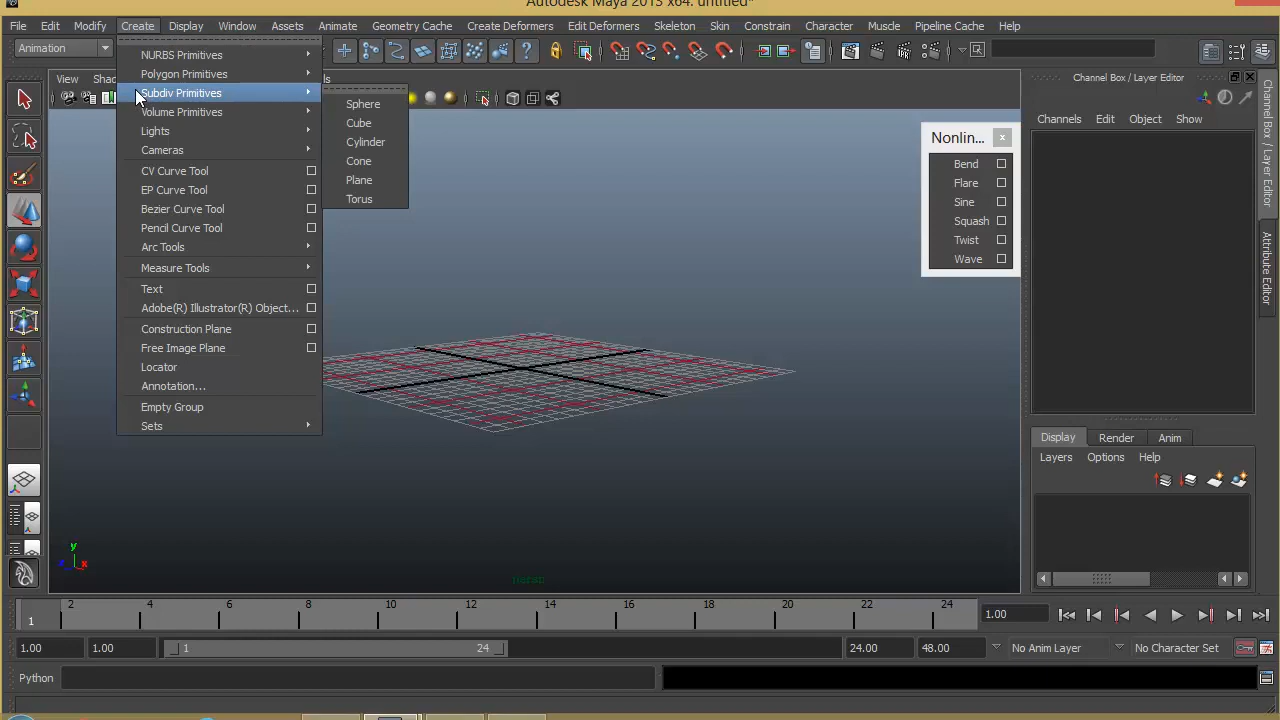 Autodesk Maya 2013 x64: untitled*
File Edit Modify Create Display Window Assets Animate Geometry Cache Create Deformers Edit Deformers Skeleton Skin Constrain Character Muscle Pipeline Cache Help
Animation
View Shad
NURBS Primitives
Polygon Primitives
Subdiv Primitives
Volume Primitives
Lights
Cameras
CV Curve Tool
EP Curve Tool
Bezier Curve Tool
Pencil Curve Tool
Arc Tools
Measure Tools
Text
Adobe(R) Illustrator(R) Object...
Construction Plane
Free Image Plane
Locator
Annotation...
Empty Group
Sets
Sphere
Cube
Cylinder
Cone
Plane
Torus
Nonlin...
Bend
Flare
Sine
Squash
Twist
Wave
Channel Box / Layer Editor
Channels Edit Object Show
Channel Box / Layer Editor
Attribute Editor
Display Render Anim
Layers Options Help
y
x
persp
1 2 4 6 8 10 12 14 16 18 20 22 24
1.00
1.00 1.00 1 24 24.00 48.00 No Anim Layer No Character Set
Python